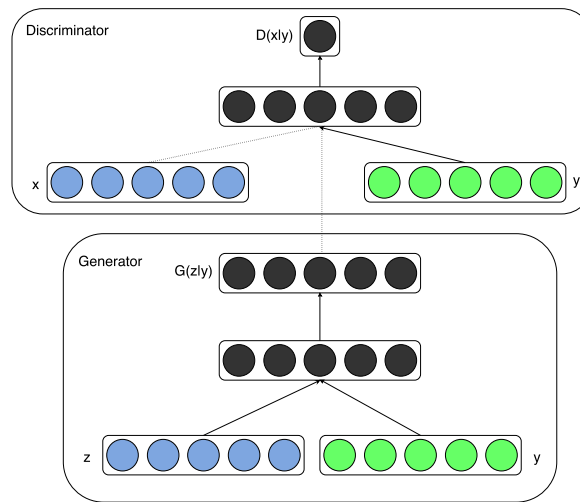 Discriminator
D(x|y)
x
y
Generator
G(z|y)
z
y